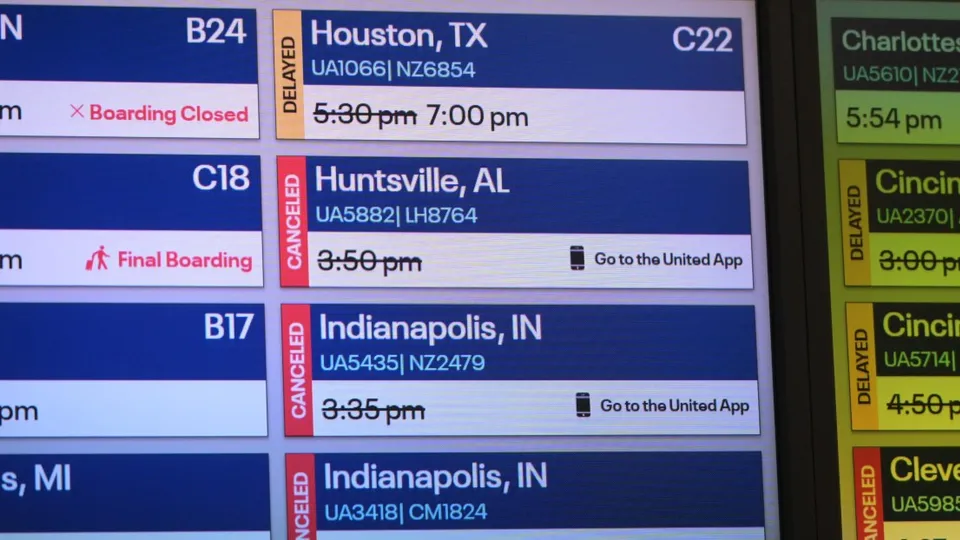 N B24
m × Boarding Closed
C18
m Final Boarding
B17
pm
s, MI
DELAYED
Houston, TX C22
UA1066| NZ6854
5:30 pm 7:00 pm
CANCELED
Huntsville, AL
UA5882| LH8764
3:50 pm Go to the United App
CANCELED
Indianapolis, IN
UA5435| NZ2479
3:35 pm Go to the United App
NCELED
Indianapolis, IN
UA3418| CM1824
Charlottes
UA5610| NZ2
5:54 pm
DELAYED
Cincin
UA2370|
3:00 p
DELAYED
Cincin
UA5714|
4:50 p
ANCELED
Cleve
UA5985